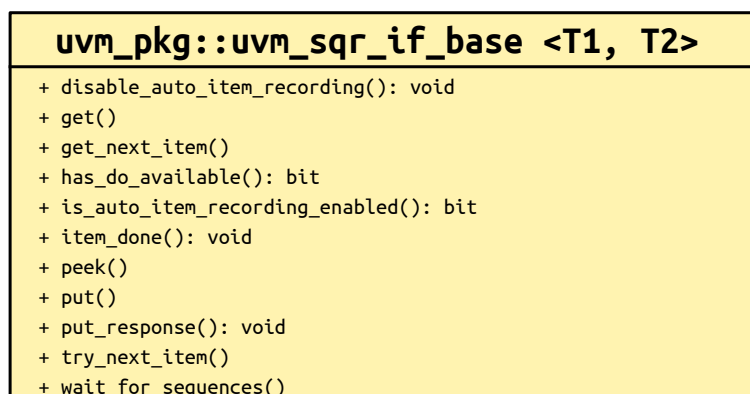 uvm_pkg::uvm_sqr_if_base <T1, T2>
+ disable_auto_item_recording(): void
+ get()
+ get_next_item()
+ has_do_available(): bit
+ is_auto_item_recording_enabled(): bit
+ item_done(): void
+ peek()
+ put()
+ put_response(): void
+ try_next_item()
+ wait_for_sequences()